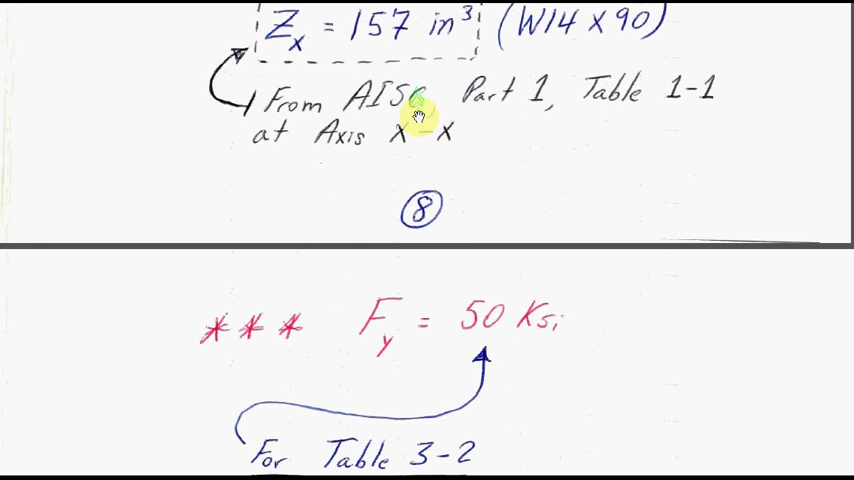 Zx = 157 in³ (W14 X 90)
From AISC, Part 1, Table 1-1
at Axis x-x
8
*** Fy = 50 Ksi
For Table 3-2